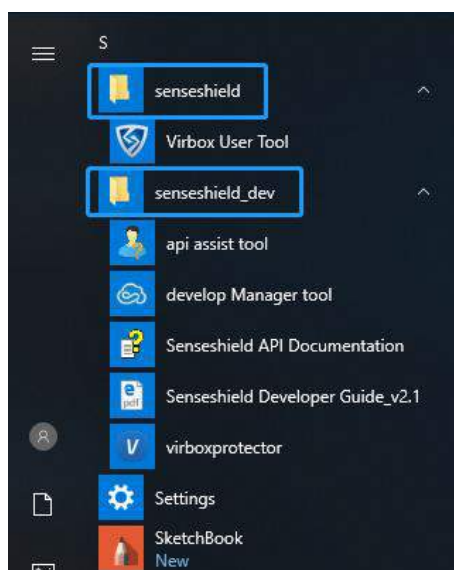 S
senseshield
Virbox User Tool
senseshield_dev
api assist tool
develop Manager tool
Senseshield API Documentation
e
pdf
Senseshield Developer Guide_v2.1
V
virboxprotector
Settings
SketchBook
New